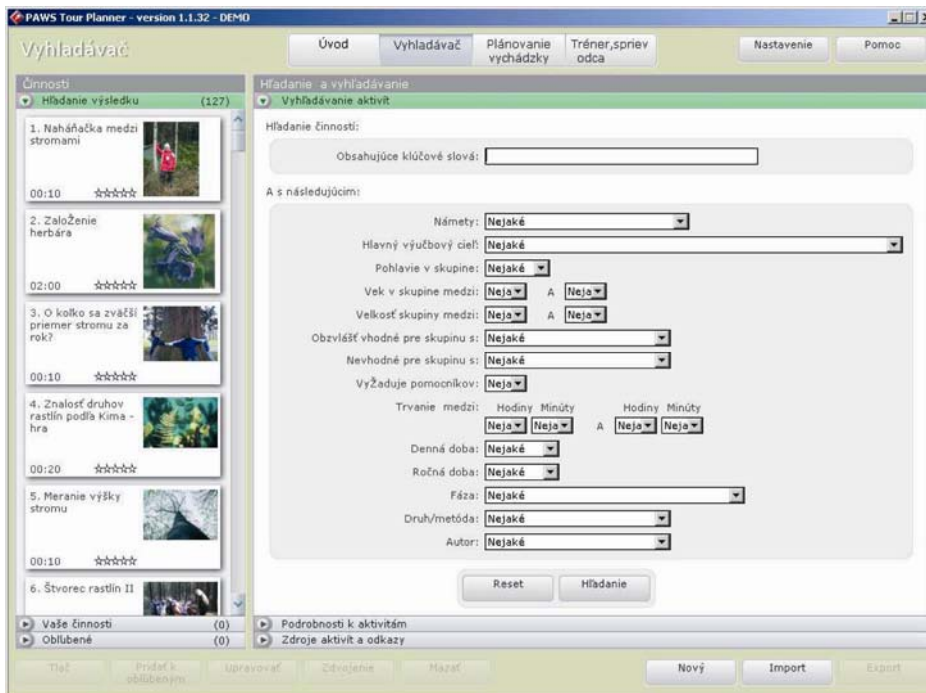 PAWS Tour Planner - version 1.1.32 - DEMO
Vyhladávač
Úvod
Vyhladávač
Plánovanie
vychádzky
Tréner,spriev
odca
Nastavenie
Pomoc
Činnosti
Hľadanie výsledku (127)
1. Naháňačka medzi
stromami
00:10 ☆☆☆☆☆
2. ZaloŽenie
herbára
02:00 ☆☆☆☆☆
3. O koľko sa zväčší
priemer stromu za
rok?
00:10 ☆☆☆☆☆
4. Znalosť druhov
rastlín podľa Kima -
hra
00:20 ☆☆☆☆☆
5. Meranie výšky
stromu
00:10 ☆☆☆☆☆
6. Štvorec rastlín II
Vaše činnosti (0)
Obľúbené (0)
Hľadanie a vyhľadávanie
Vyhľadávanie aktivít
Hľadanie činností:
Obsahujúce kľúčové slová:
A s následujúcim:
Námety: Nejaké
Hlavný výučbový cieľ: Nejaké
Pohlavie v skupine: Nejaké
Vek v skupine medzi: Neja A Neja
Velkosť skupiny medzi: Neja A Neja
Obzvlášť vhodné pre skupinu s: Nejaké
Nevhodné pre skupinu s: Nejaké
VyŽaduje pomocníkov: Neja
Hodiny Minúty Hodiny Minúty
Trvanie medzi: Neja Neja A Neja Neja
Denná doba: Nejaké
Ročná doba: Nejaké
Fáza: Nejaké
Druh/metóda: Nejaké
Autor: Nejaké
Reset
Hľadanie
Podrobnosti k aktivitám
Zdroje aktivít a odkazy
Tlač
Pridať k
obľúbeným
Upravovať
Zdvojenie
Mazať
Nový
Import
Export